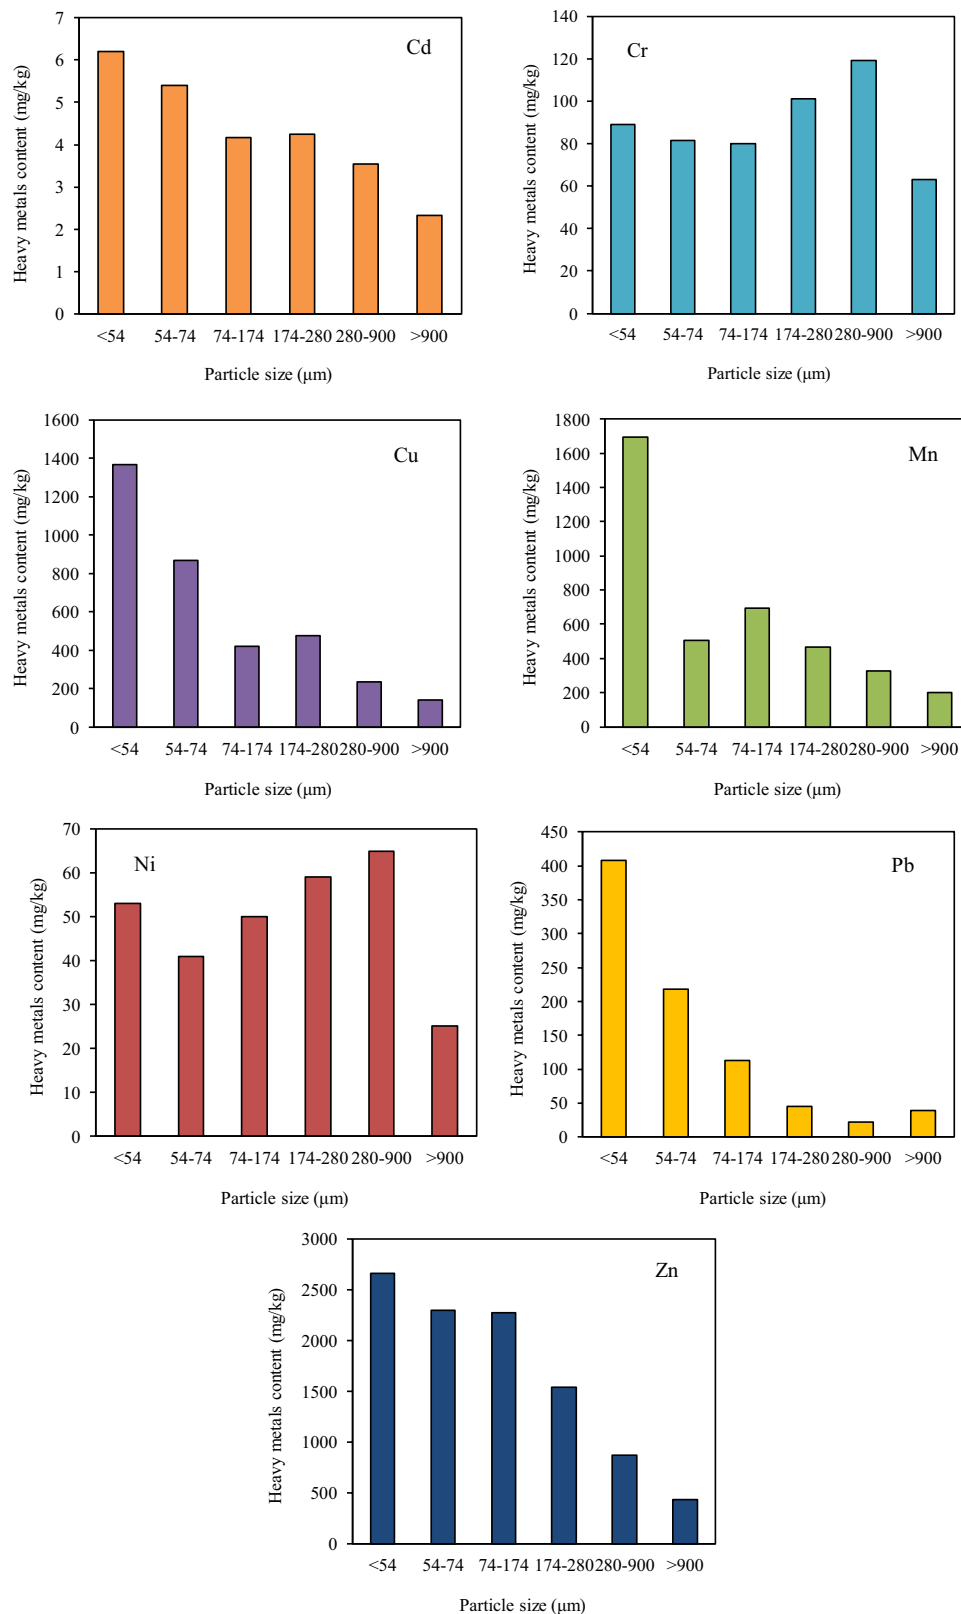 Cd
Heavy metals content (mg/kg)
7
6
5
4
3
2
1
0
<54 54-74 74-174 174-280 280-900 >900
Particle size (μm)
Cr
Heavy metals content (mg/kg)
140
120
100
80
60
40
20
0
<54 54-74 74-174 174-280 280-900 >900
Particle size (μm)
Cu
Heavy metals content (mg/kg)
1600
1400
1200
1000
800
600
400
200
0
<54 54-74 74-174 174-280 280-900 >900
Particle size (μm)
Mn
Heavy metals content (mg/kg)
1800
1600
1400
1200
1000
800
600
400
200
0
<54 54-74 74-174 174-280 280-900 >900
Particle size (μm)
Ni
Heavy metals content (mg/kg)
70
60
50
40
30
20
10
0
<54 54-74 74-174 174-280 280-900 >900
Particle size (μm)
Pb
Heavy metals content (mg/kg)
450
400
350
300
250
200
150
100
50
0
<54 54-74 74-174 174-280 280-900 >900
Particle size (μm)
Zn
Heavy metals content (mg/kg)
3000
2500
2000
1500
1000
500
0
<54 54-74 74-174 174-280 280-900 >900
Particle size (μm)